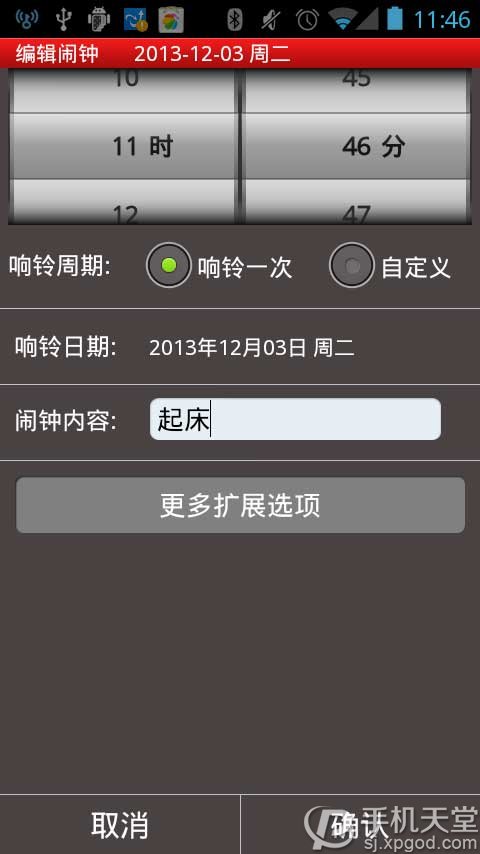 11:46
编辑闹钟 2013-12-03 周二
10 45
11 时 46 分
12 47
响铃周期: 响铃一次 自定义
响铃日期: 2013年12月03日 周二
闹钟内容: 起床
更多扩展选项
取消 确认
手机天堂
sj.xpgod.com